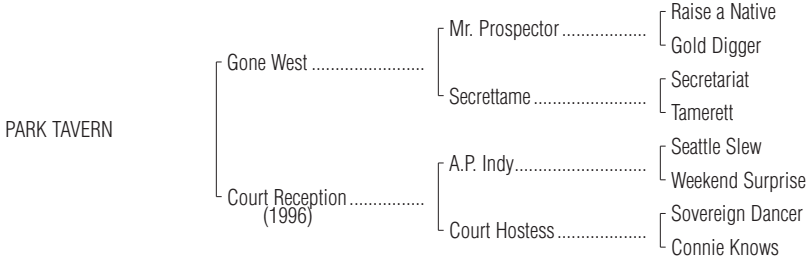 Raise a Native
Mr. Prospector ..................
Gold Digger
Gone West ........................
Secretariat
Secrettame ........................
Tamerett
PARK TAVERN
Seattle Slew
A.P. Indy............................
Weekend Surprise
Court Reception ................
(1996)
Sovereign Dancer
Court Hostess ...................
Connie Knows